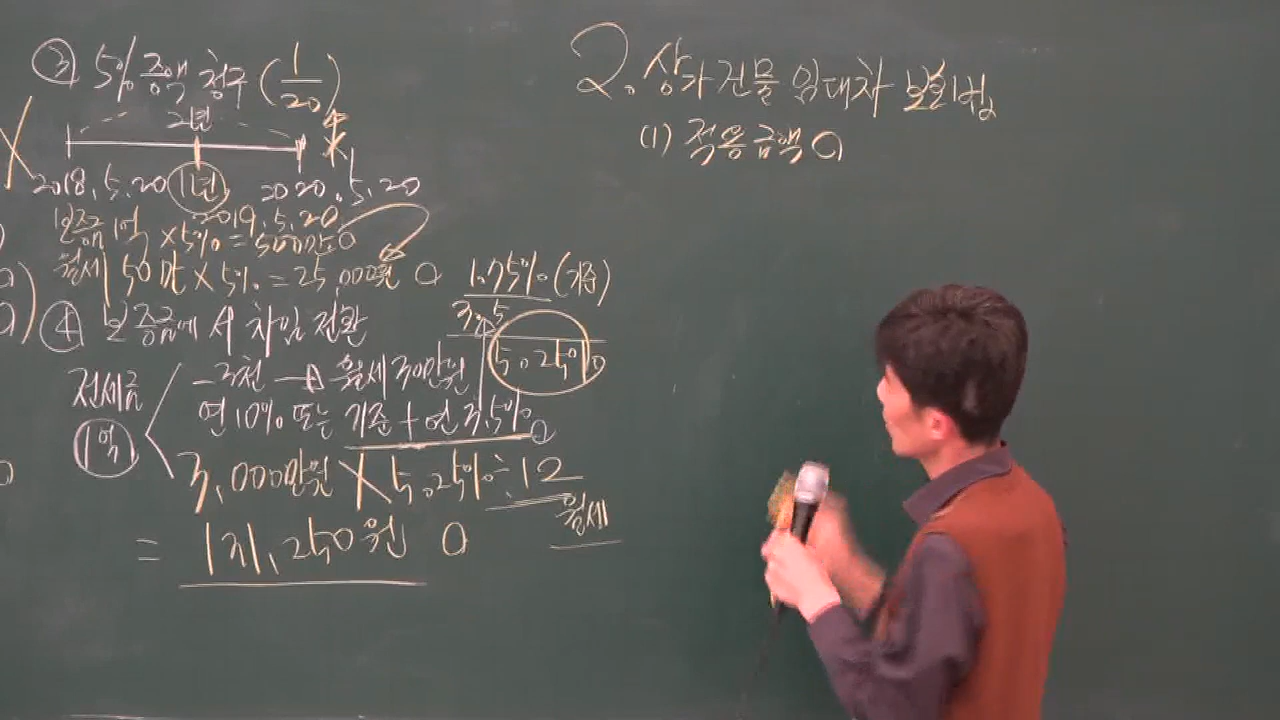 ③ 5% 증액 청구 (1/20)
2년
2018.5.20 1년 2020.5.20
2019.5.20
보증금 1억 ×5% = 500만
월세 50만 × 5% = 25,000원
1.75% (기준)
3.5
5.25%
④ 보증금에서 차임 전환
전세금
1억
-3천 → 월세 30만원
연 10% 또는 기준 + 연 3.5%
3,000만원 × 5.25% ÷ 12
월세
= 131,250원
2. 상가건물 임대차 보호법
(1) 적용금액